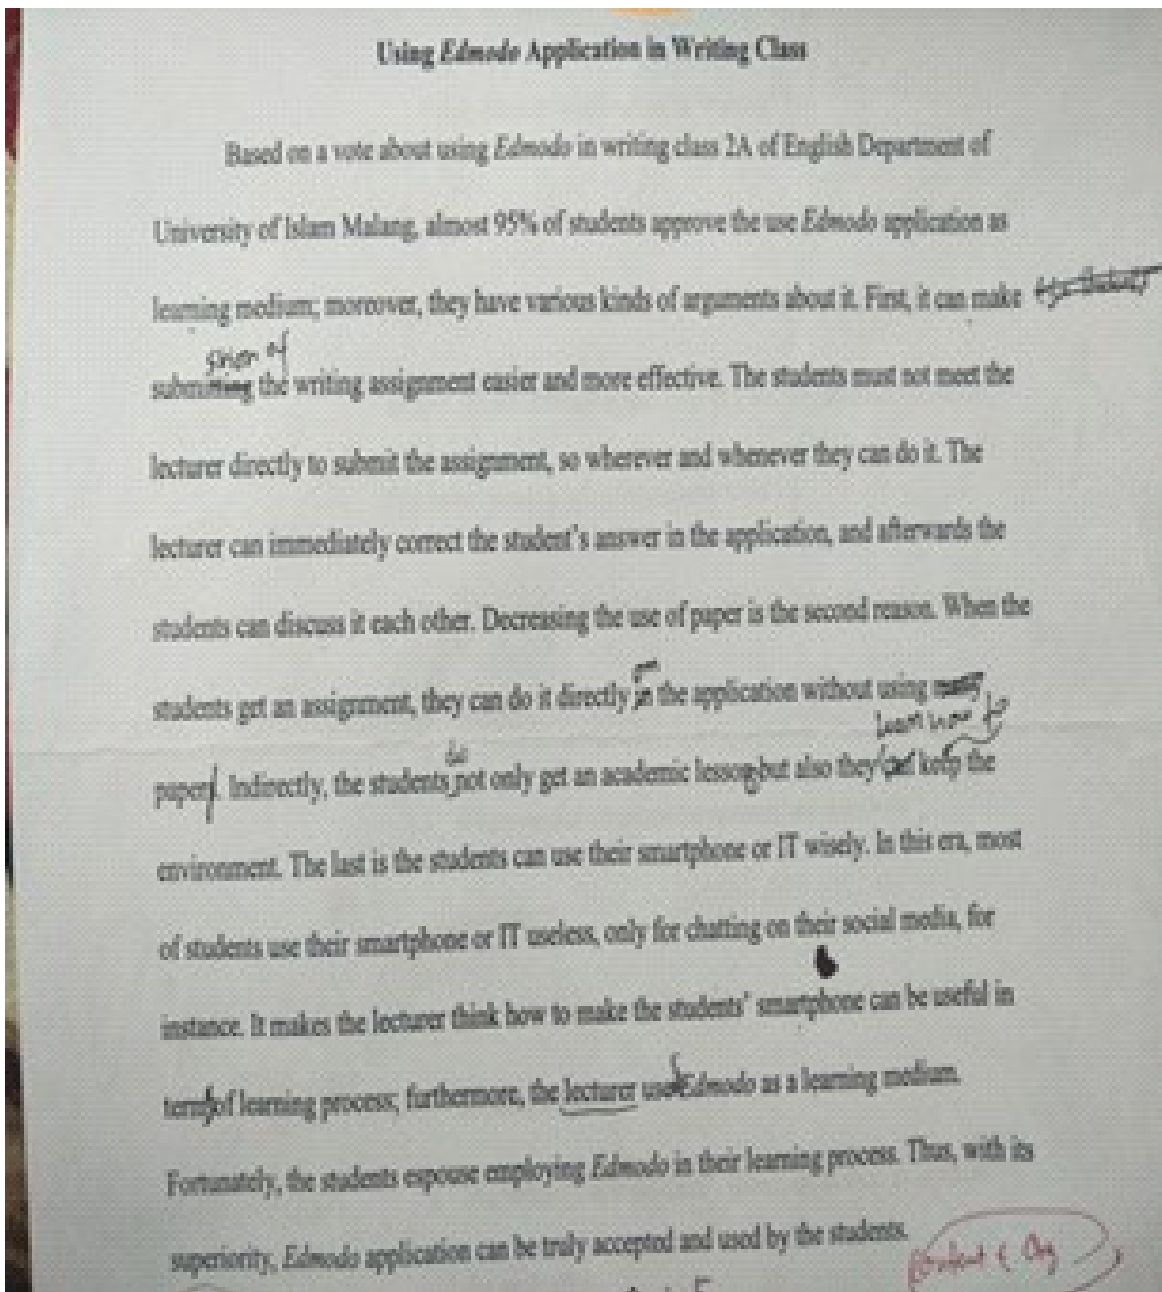 Using Edmodo Application in Writing Class
Based on a vote about using Edmodo in writing class 2A of English Department of
University of Islam Malang, almost 95% of students approve the use Edmodo application as
learning medium; moreover, they have various kinds of arguments about it. First, it can make
submitting the writing assignment easier and more effective. The students must not meet the
lecturer directly to submit the assignment, so wherever and whenever they can do it. The
lecturer can immediately correct the student's answer in the application, and afterwards the
students can discuss it each other. Decreasing the use of paper is the second reason. When the
students get an assignment, they can do it directly in the application without using many
learn how to
paper. Indirectly, the students not only get an academic lesson but also they can keep the
environment. The last is the students can use their smartphone or IT wisely. In this era, most
of students use their smartphone or IT useless, only for chatting on their social media, for
instance. It makes the lecturer think how to make the students' smartphone can be useful in
term of learning process; furthermore, the lecturer use Edmodo as a learning medium.
Fortunately, the students espouse employing Edmodo in their learning process. Thus, with its
superiority, Edmodo application can be truly accepted and used by the students.